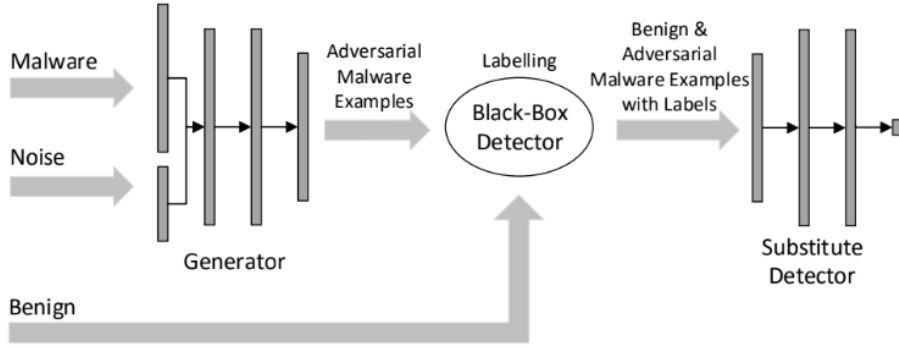 Malware
Noise
Generator
Adversarial
Malware
Examples
Labelling
Black-Box
Detector
Benign &
Adversarial
Malware Examples
with Labels
Substitute
Detector
Benign